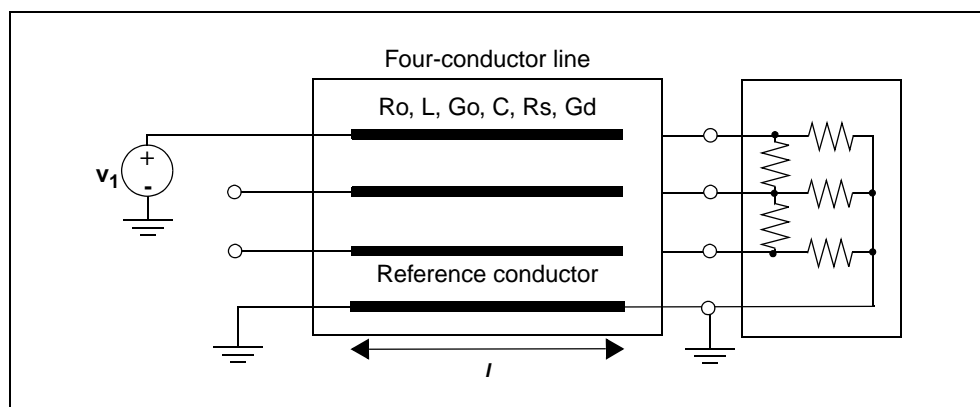 Four-conductor line
Ro, L, Go, C, Rs, Gd
+
v1
-
Reference conductor
l